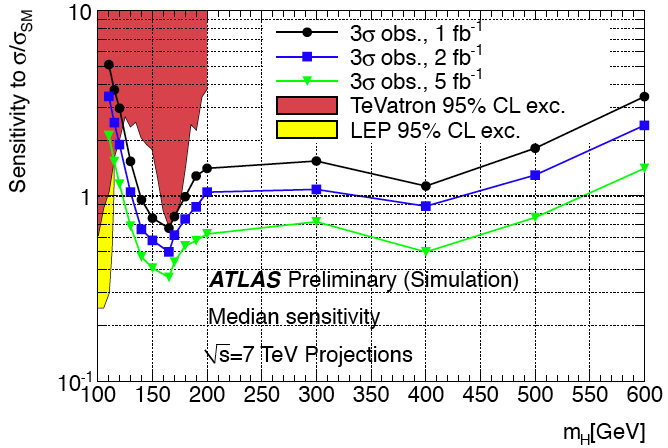 Sensitivity to σ/σSM
10
1
10⁻¹
3σ obs., 1 fb⁻¹
3σ obs., 2 fb⁻¹
3σ obs., 5 fb⁻¹
TeVatron 95% CL exc.
LEP 95% CL exc.
ATLAS Preliminary (Simulation)
Median sensitivity
√s=7 TeV Projections
100 150 200 250 300 350 400 450 500 550 600
mH[GeV]